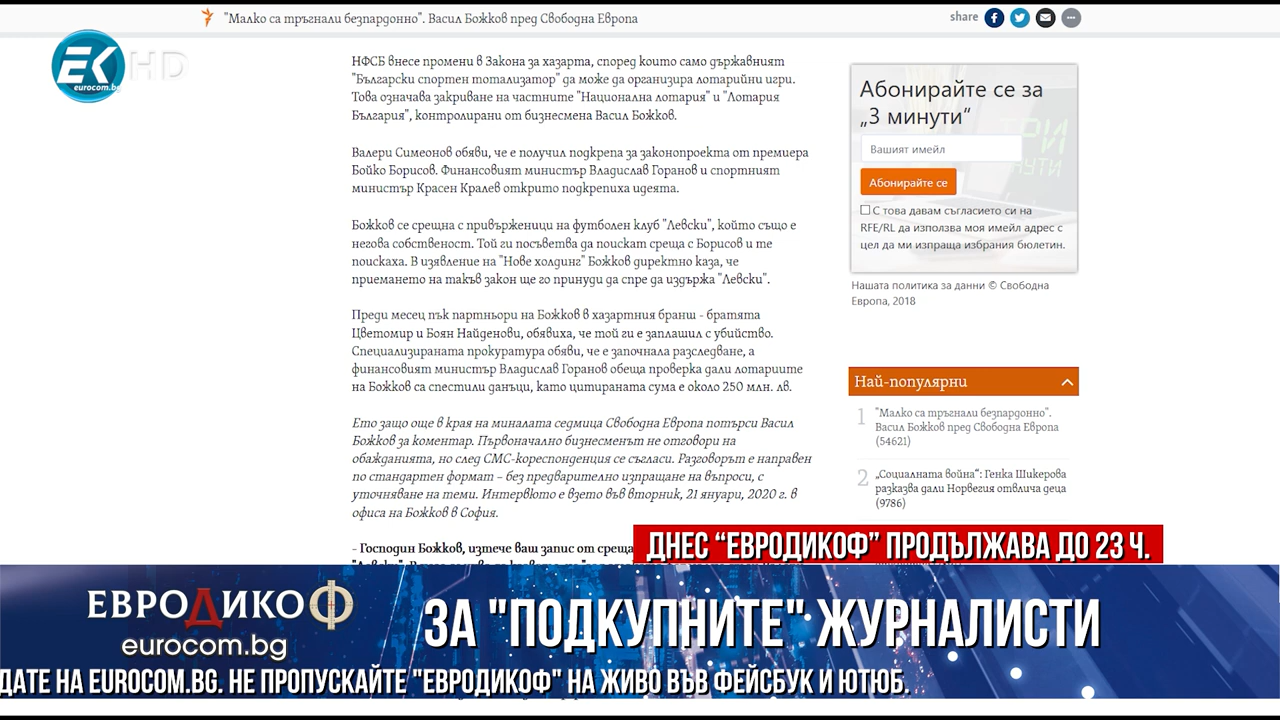 "Малко са тръгнали безпардонно". Васил Божков пред Свободна Европа
share
EK HD
eurocom.bg
НФСБ внесе промени в Закона за хазарта, според които само държавният
"Български спортен тотализатор" да може да организира лотарийни игри.
Това означава закриване на частните "Национална лотария" и "Лотария
България", контролирани от бизнесмена Васил Божков.
Валери Симеонов обяви, че е получил подкрепа за законопроекта от премиера
Бойко Борисов. Финансовият министър Владислав Горанов и спортният
министър Красен Кралев открито подкрепиха идеята.
Божков се срещна с привърженици на футболен клуб "Левски", който също е
негова собственост. Той ги посъветва да поискат среща с Борисов и те
поискаха. В изявление на "Нове холдинг" Божков директно каза, че
приемането на такъв закон ще го принуди да спре да издържа "Левски".
Преди месец пък партньори на Божков в хазартния бранш - братята
Цветомир и Боян Найденови, обявиха, че той ги е заплашил с убийство.
Специализираната прокуратура обяви, че е започнала разследване, а
финансовият министър Владислав Горанов обеща проверка дали лотариите
на Божков са спестили данъци, като цитираната сума е около 250 млн. лв.
Ето защо още в края на миналата седмица Свободна Европа потърси Васил
Божков за коментар. Първоначално бизнесменът не отговори на
обажданията, но след СМС-кореспонденция се съгласи. Разговорът е направен
по стандартен формат – без предварително изпращане на въпроси, с
уточняване на теми. Интервюто е взето във вторник, 21 януари, 2020 г. в
офиса на Божков в София.
- Господин Божков, изтече ваш запис от среща
Абонирайте се за
„3 минути“
Вашият имейл
Абонирайте се
С това давам съгласието си на
RFE/RL да използва моя имейл адрес с
цел да ми изпраща избрания бюлетин.
Нашата политика за данни © Свободна
Европа, 2018
Най-популярни
1 "Малко са тръгнали безпардонно".
Васил Божков пред Свободна Европа
(54621)
2 „Социалната война“: Генка Шикерова
разказва дали Норвегия отвлича деца
(9786)
ДНЕС “ЕВРОДИКОФ” ПРОДЪЛЖАВА ДО 23 Ч.
ЕВРОДИКОФ
eurocom.bg
ЗА "ПОДКУПНИТЕ" ЖУРНАЛИСТИ
ДАТЕ НА EUROCOM.BG. НЕ ПРОПУСКАЙТЕ "ЕВРОДИКОФ" НА ЖИВО ВЪВ ФЕЙСБУК И ЮТЮБ.